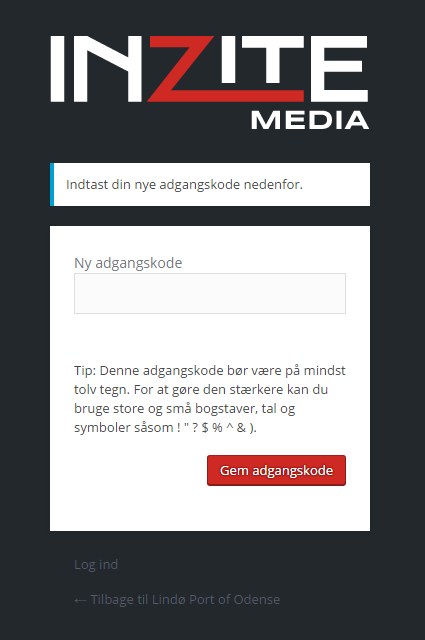 INZITE
MEDIA
Indtast din nye adgangskode nedenfor.
Ny adgangskode
Tip: Denne adgangskode bør være på mindst
tolv tegn. For at gøre den stærkere kan du
bruge store og små bogstaver, tal og
symboler såsom ! " ? $ % ^ & ).
Gem adgangskode
Log ind
← Tilbage til Lindø Port of Odense